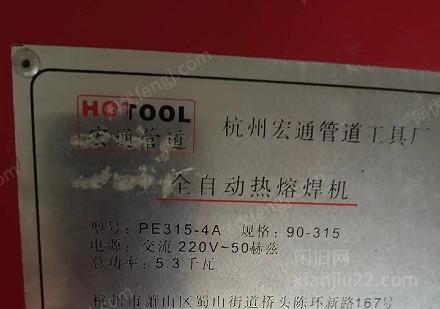 HOTOOL
宏通管道
杭州宏通管道工具厂
全自动热熔焊机
型号: PE315-4A 规格: 90-315
电源: 交流 220V~50赫兹
总功率: 5.3 千瓦
杭州市萧山区蜀山街道桥头陈环新路167号
闲旧网
xianjiu22.com